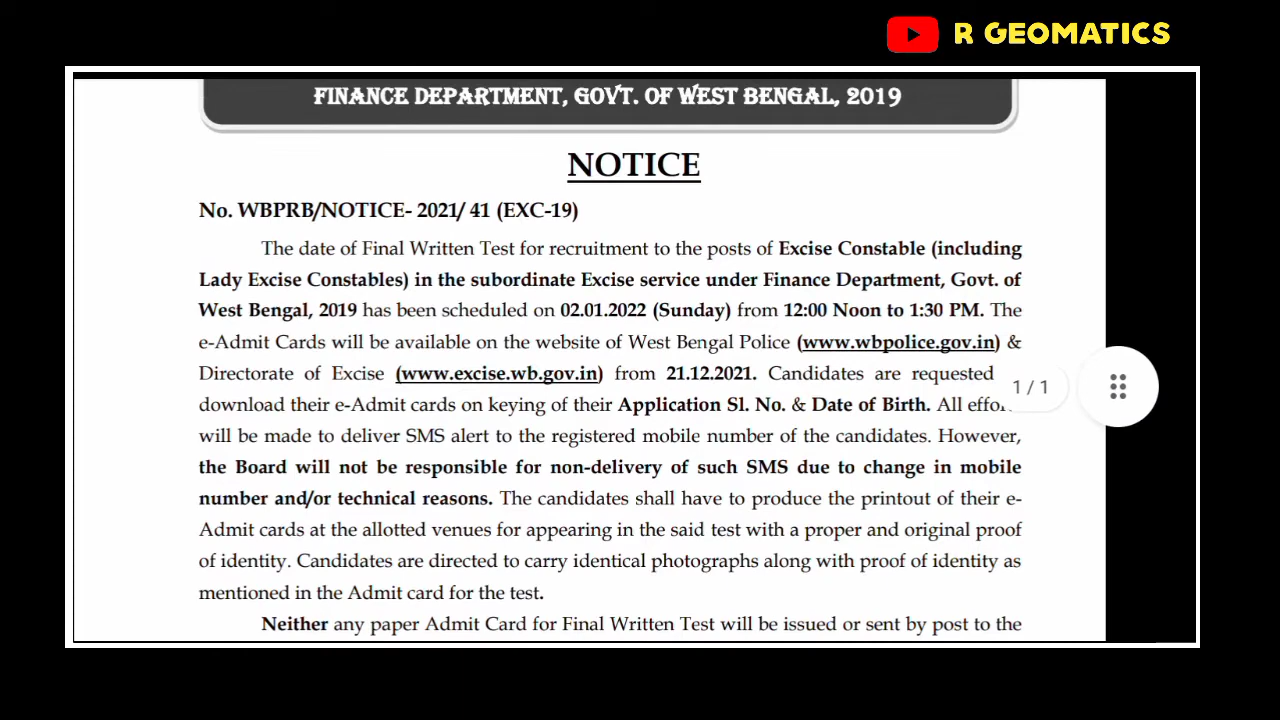 R GEOMATICS
FINANCE DEPARTMENT, GOVT. OF WEST BENGAL, 2019
NOTICE
No. WBPRB/NOTICE- 2021/ 41 (EXC-19)
The date of Final Written Test for recruitment to the posts of Excise Constable (including
Lady Excise Constables) in the subordinate Excise service under Finance Department, Govt. of
West Bengal, 2019 has been scheduled on 02.01.2022 (Sunday) from 12:00 Noon to 1:30 PM. The
e-Admit Cards will be available on the website of West Bengal Police (www.wbpolice.gov.in) &
Directorate of Excise (www.excise.wb.gov.in) from 21.12.2021. Candidates are requested
1 / 1
download their e-Admit cards on keying of their Application Sl. No. & Date of Birth. All
will be made to deliver SMS alert to the registered mobile number of the candidates. However,
the Board will not be responsible for non-delivery of such SMS due to change in mobile
number and/or technical reasons. The candidates shall have to produce the printout of their e-
Admit cards at the allotted venues for appearing in the said test with a proper and original proof
of identity. Candidates are directed to carry identical photographs along with proof of identity as
mentioned in the Admit card for the test.
Neither any paper Admit Card for Final Written Test will be issued or sent by post to the